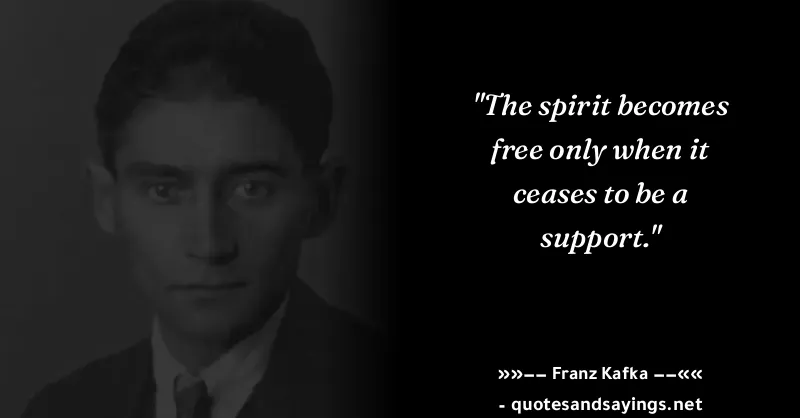 "The spirit becomes
free only when it
ceases to be a
support."
»»–– Franz Kafka ––««
- quotesandsayings.net